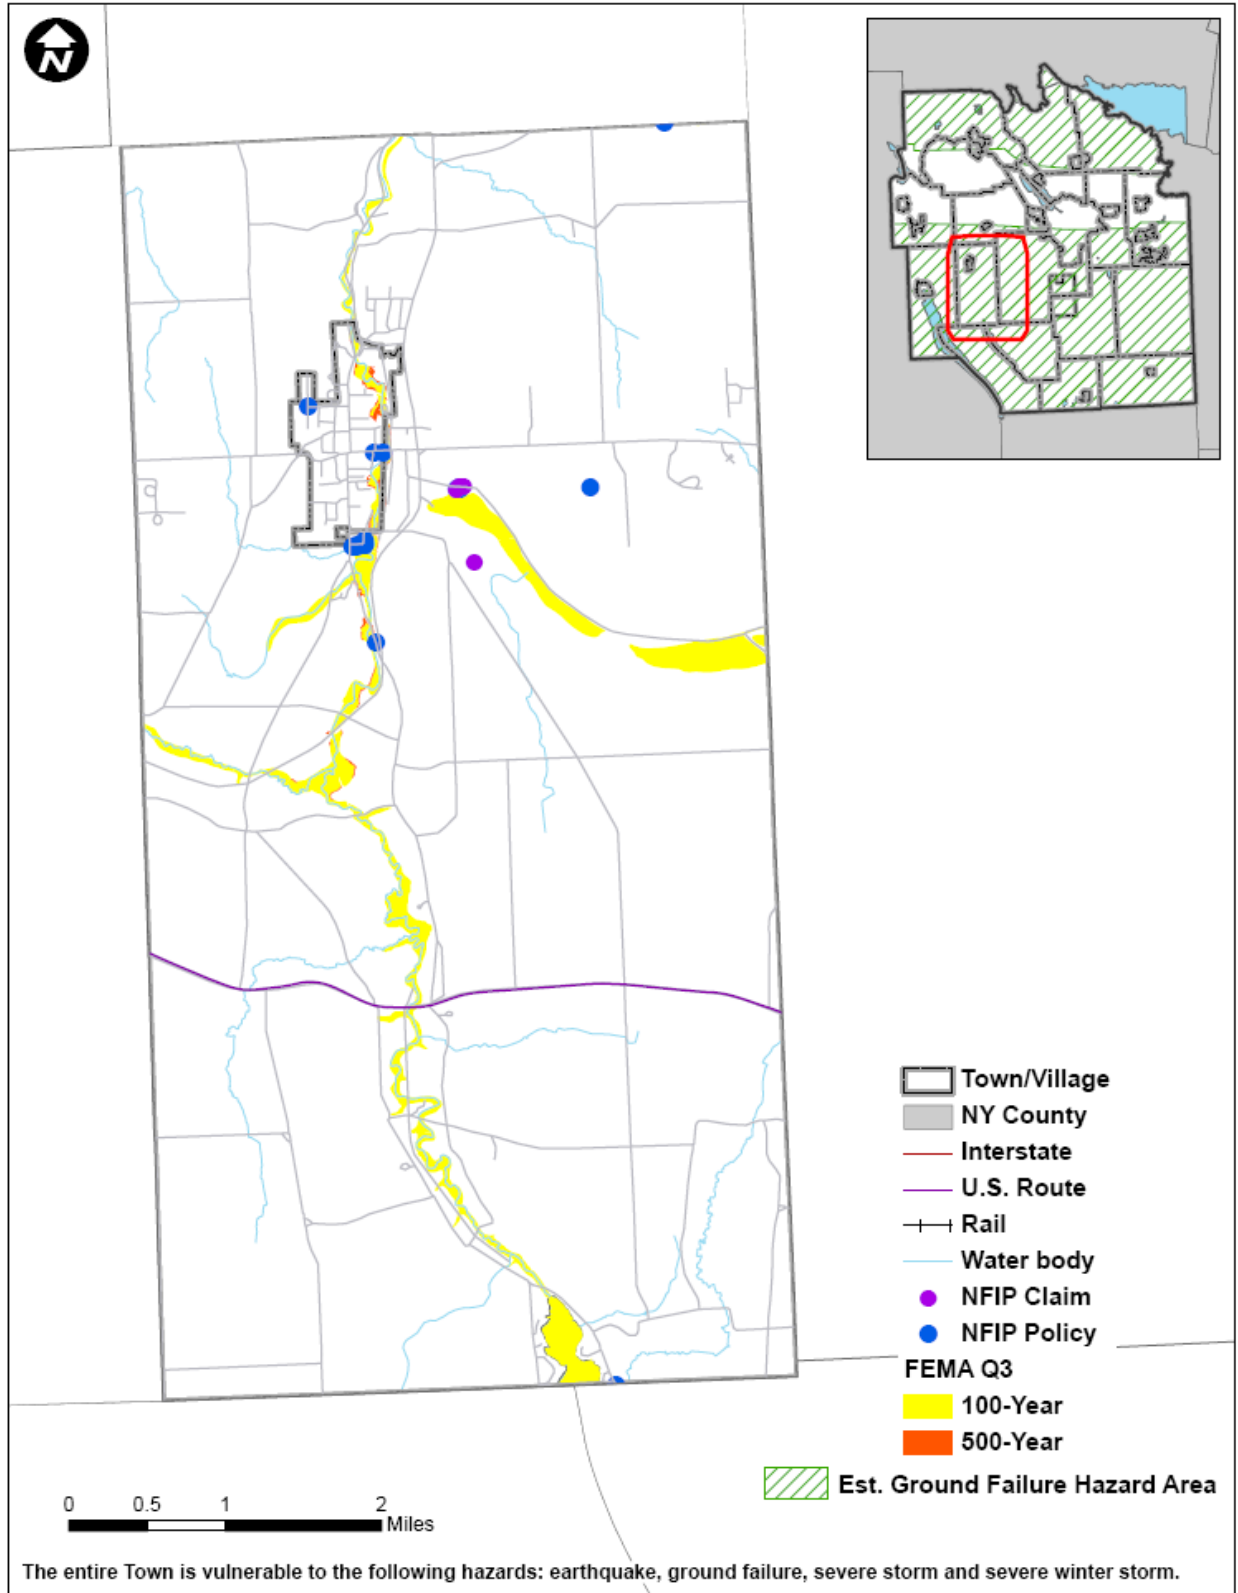 N
Town/Village
NY County
Interstate
U.S. Route
Rail
Water body
NFIP Claim
NFIP Policy
FEMA Q3
100-Year
500-Year
Est. Ground Failure Hazard Area
0 0.5 1 2
Miles
The entire Town is vulnerable to the following hazards: earthquake, ground failure, severe storm and severe winter storm.